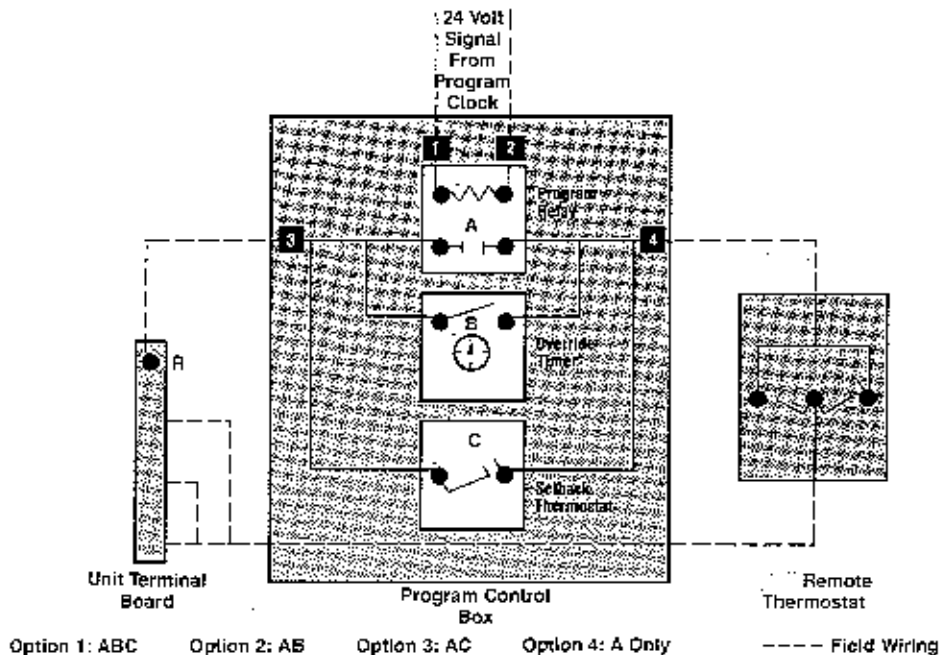 24 Volt
Signal
From
Program
Clock
1
2
Program
Relay
A
3
4
B
Override
Timer
R
C
Setback
Thermostat
Unit Terminal
Board
Program Control
Box
Remote
Thermostat
Option 1: ABC Option 2: AB Option 3: AC Option 4: A Only Field Wiring